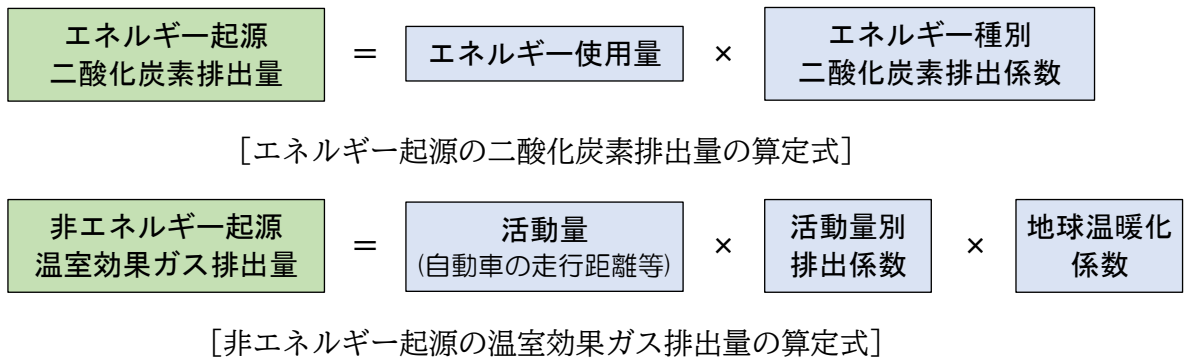 エネルギー起源
二酸化炭素排出量
=
エネルギー使用量
×
エネルギー種別
二酸化炭素排出係数
[エネルギー起源の二酸化炭素排出量の算定式]
非エネルギー起源
温室効果ガス排出量
=
活動量
(自動車の走行距離等)
×
活動量別
排出係数
×
地球温暖化
係数
[非エネルギー起源の温室効果ガス排出量の算定式]